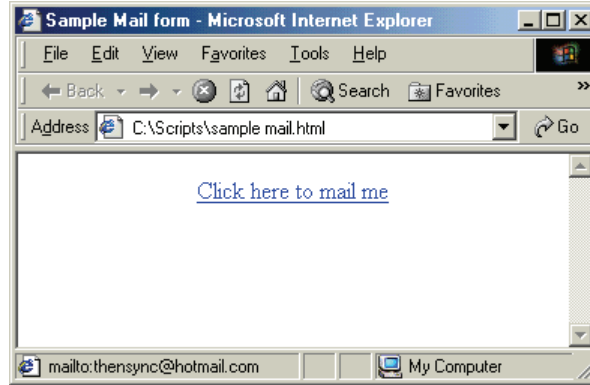 Sample Mail form - Microsoft Internet Explorer
File Edit View Favorites Tools Help
Back Search Favorites »
Address C:\Scripts\sample mail.html Go
Click here to mail me
mailto:thensync@hotmail.com My Computer